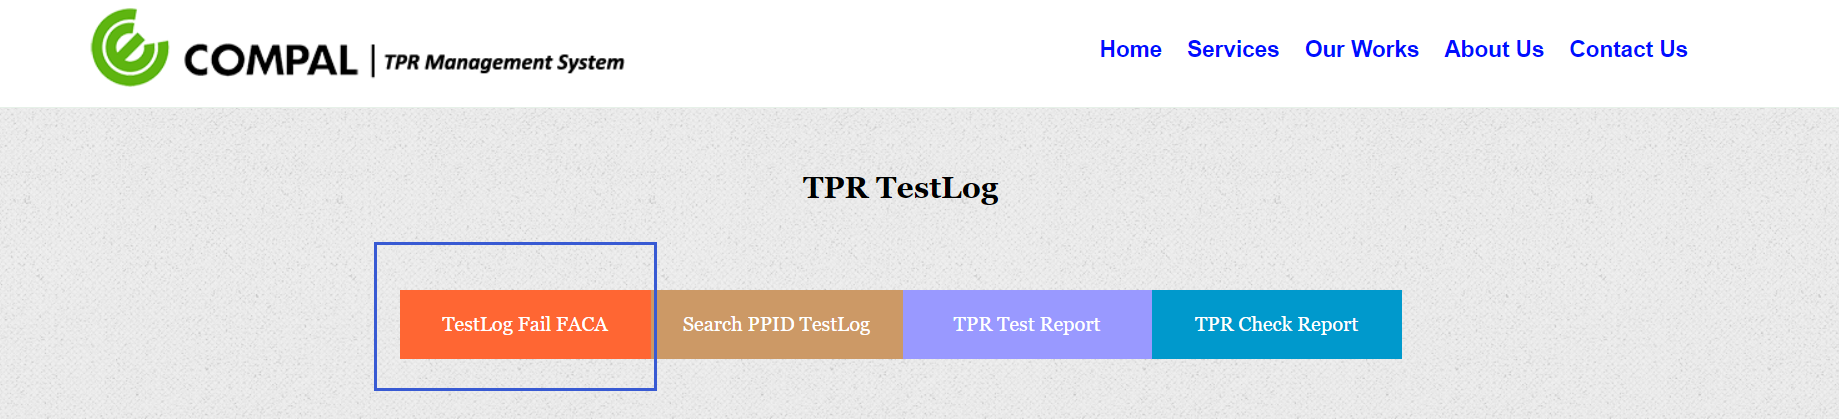 COMPAL | TPR Management System
Home Services Our Works About Us Contact Us
TPR TestLog
TestLog Fail FACA Search PPID TestLog TPR Test Report TPR Check Report